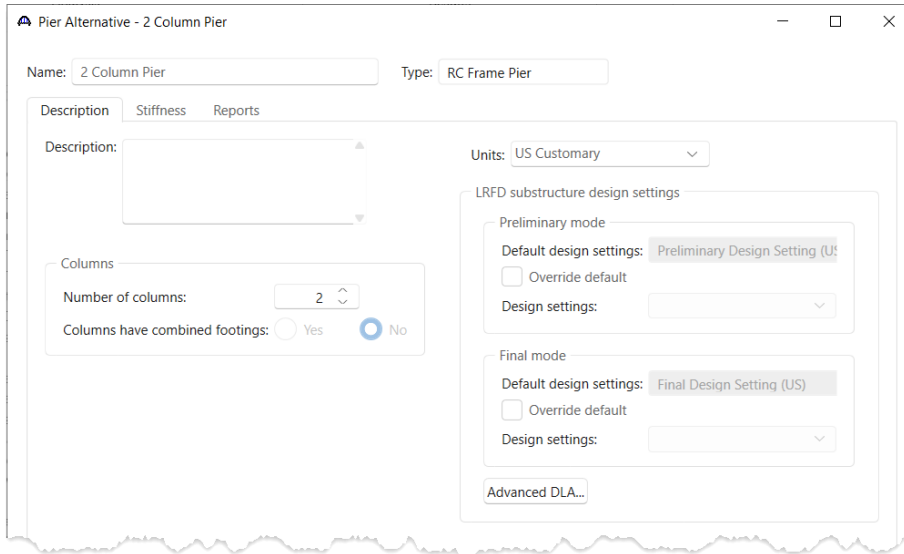 Pier Alternative - 2 Column Pier
Name: 2 Column Pier Type: RC Frame Pier
Description Stiffness Reports
Description:
Units: US Customary
LRFD substructure design settings
Preliminary mode
Default design settings: Preliminary Design Setting (US
Override default
Design settings:
Columns
Number of columns: 2
Columns have combined footings: Yes No
Final mode
Default design settings: Final Design Setting (US)
Override default
Design settings:
Advanced DLA...